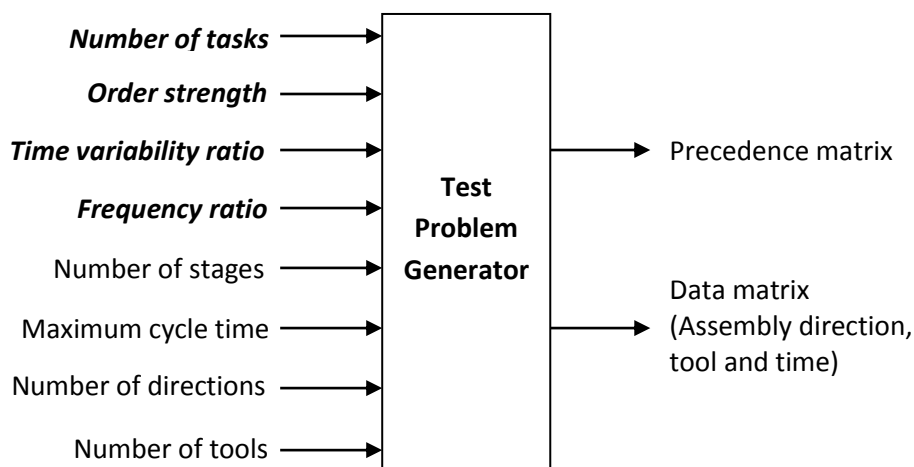 Number of tasks
Order strength
Time variability ratio
Frequency ratio
Number of stages
Maximum cycle time
Number of directions
Number of tools
Test
Problem
Generator
Precedence matrix
Data matrix
(Assembly direction,
tool and time)